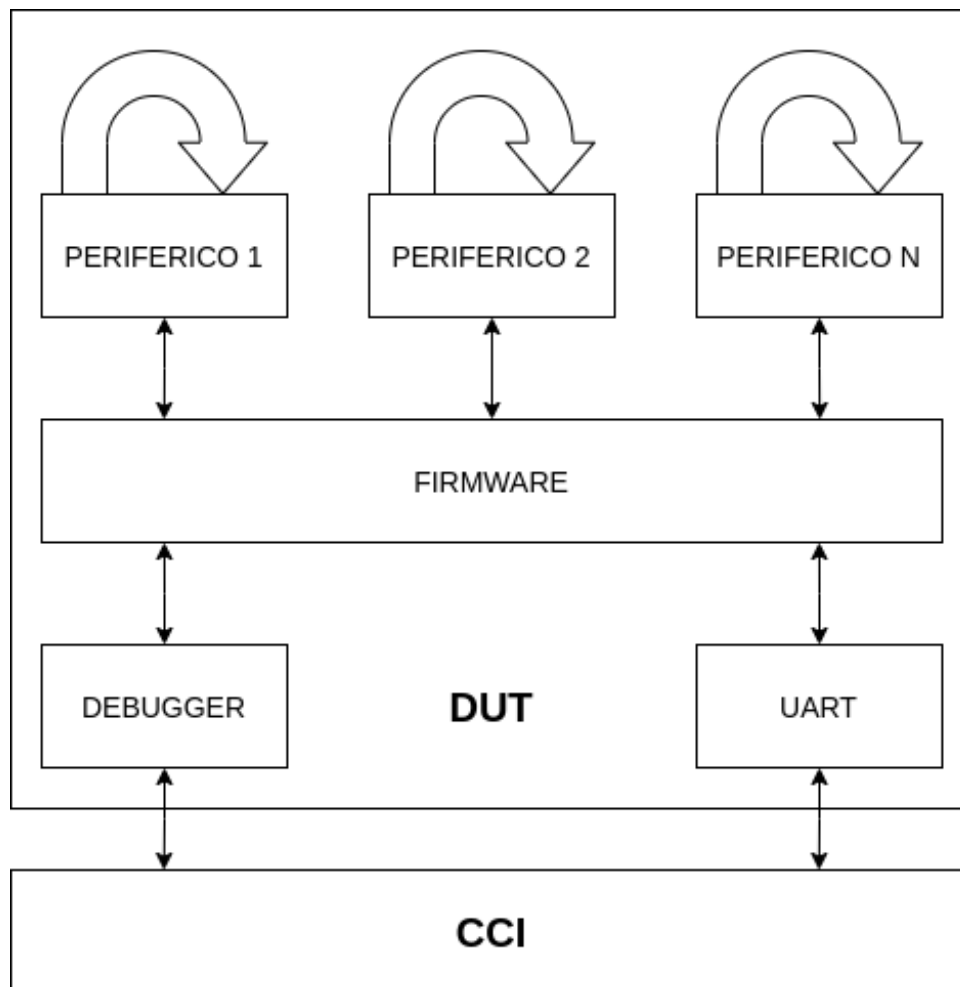 PERIFERICO 1
PERIFERICO 2
PERIFERICO N
FIRMWARE
DEBUGGER
DUT
UART
CCI